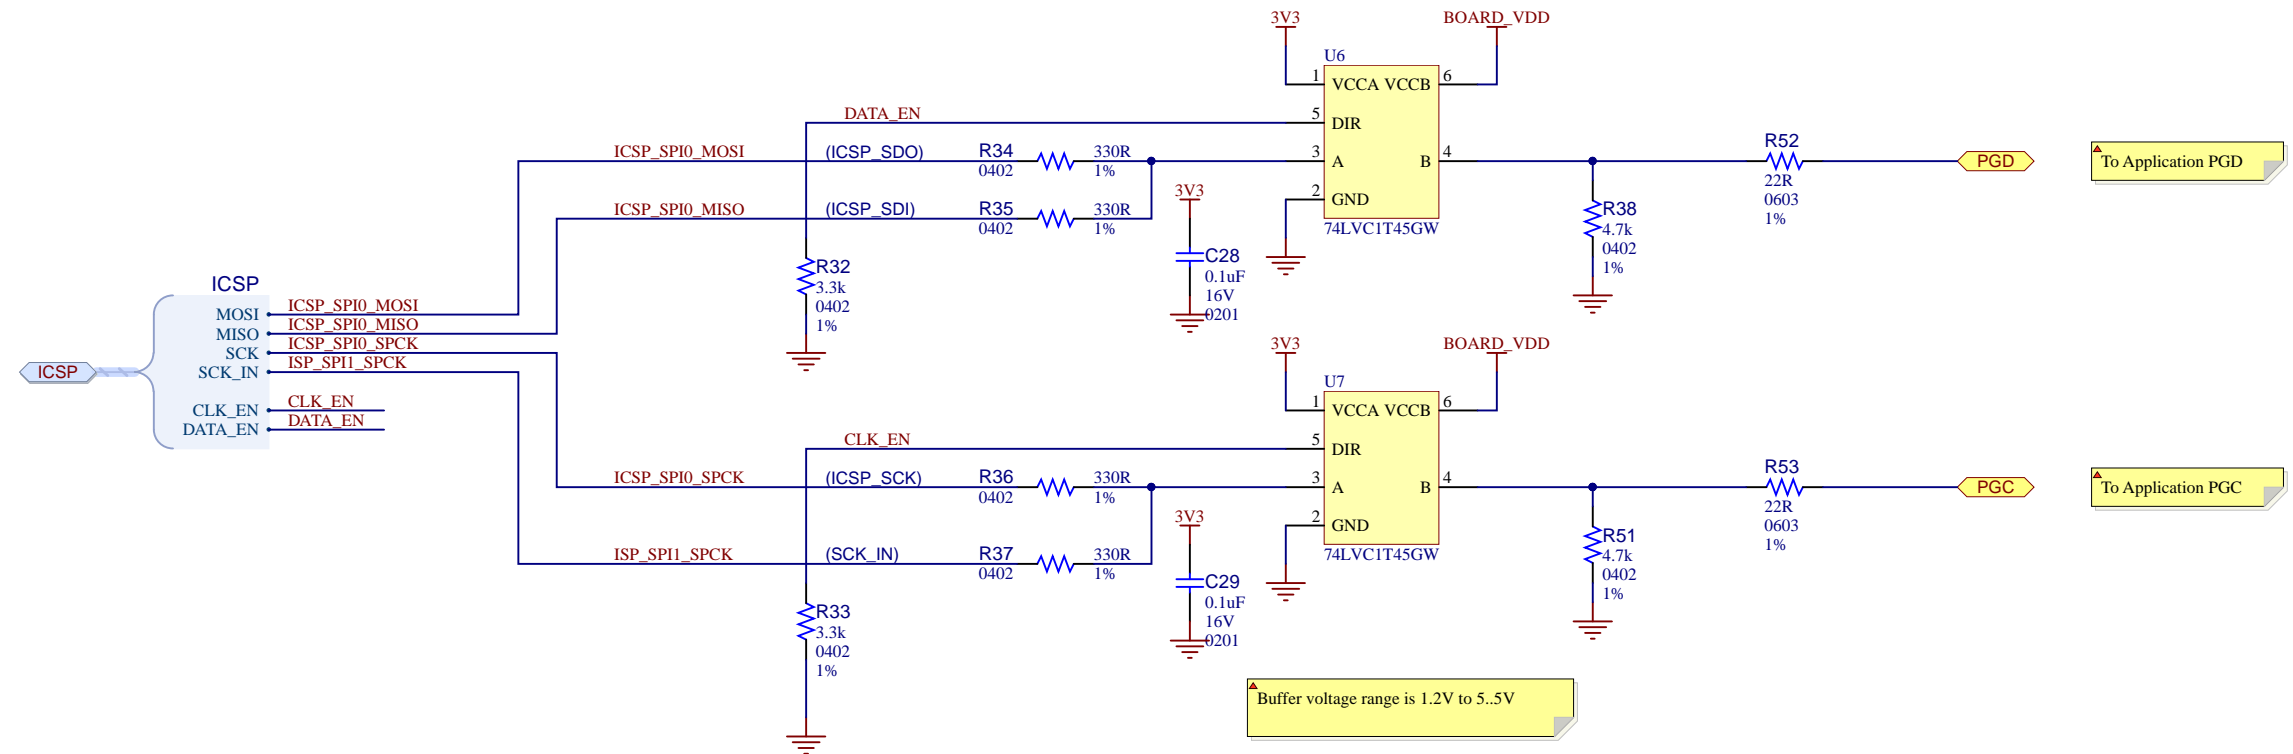 ICSP
ICSP
MOSI
MISO
SCK
SCK_IN
CLK_EN
DATA_EN
ICSP_SPI0_MOSI
ICSP_SPI0_MISO
ICSP_SPI0_SPCK
ISP_SPI1_SPCK
CLK_EN
DATA_EN
DATA_EN
ICSP_SPI0_MOSI (ICSP_SDO)
R34
0402
330R
1%
ICSP_SPI0_MISO (ICSP_SDI)
R35
0402
330R
1%
R32
3.3k
0402
1%
3V3
C28
0.1uF
16V
0201
3V3
BOARD_VDD
U6
1 VCCA VCCB 6
5 DIR
3 A B 4
2 GND
74LVC1T45GW
R38
4.7k
0402
1%
R52
22R
0603
1%
PGD
To Application PGD
CLK_EN
ICSP_SPI0_SPCK (ICSP_SCK)
R36
0402
330R
1%
ISP_SPI1_SPCK (SCK_IN)
R37
0402
330R
1%
R33
3.3k
0402
1%
3V3
C29
0.1uF
16V
0201
3V3
BOARD_VDD
U7
1 VCCA VCCB 6
5 DIR
3 A B 4
2 GND
74LVC1T45GW
R51
4.7k
0402
1%
R53
22R
0603
1%
PGC
To Application PGC
Buffer voltage range is 1.2V to 5..5V